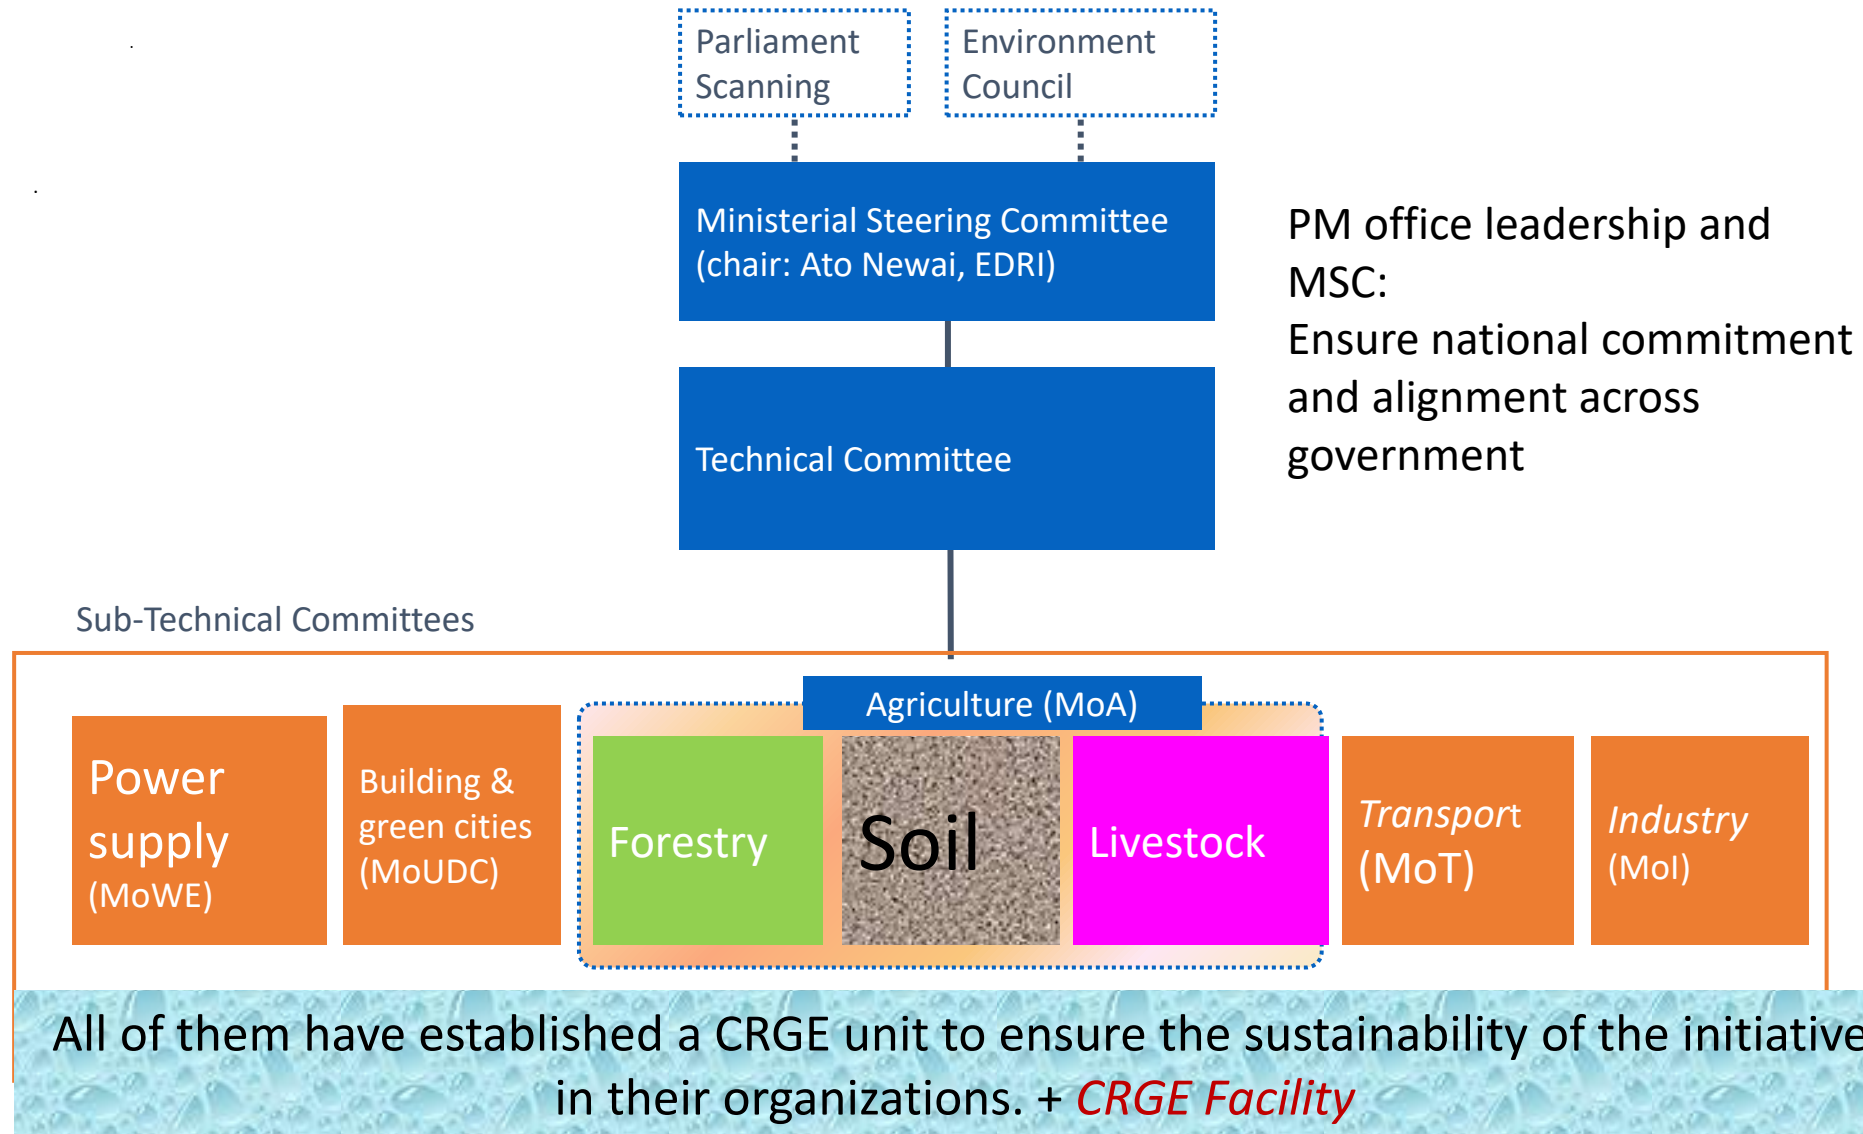 Parliament
Scanning
Environment
Council
Ministerial Steering Committee
(chair: Ato Newai, EDRI)
PM office leadership and
MSC:
Ensure national commitment
and alignment across
government
Technical Committee
Sub-Technical Committees
Agriculture (MoA)
Power
supply
(MoWE)
Building &
green cities
(MoUDC)
Forestry
Soil
Livestock
Transport
(MoT)
Industry
(MoI)
All of them have established a CRGE unit to ensure the sustainability of the initiative
in their organizations. + CRGE Facility